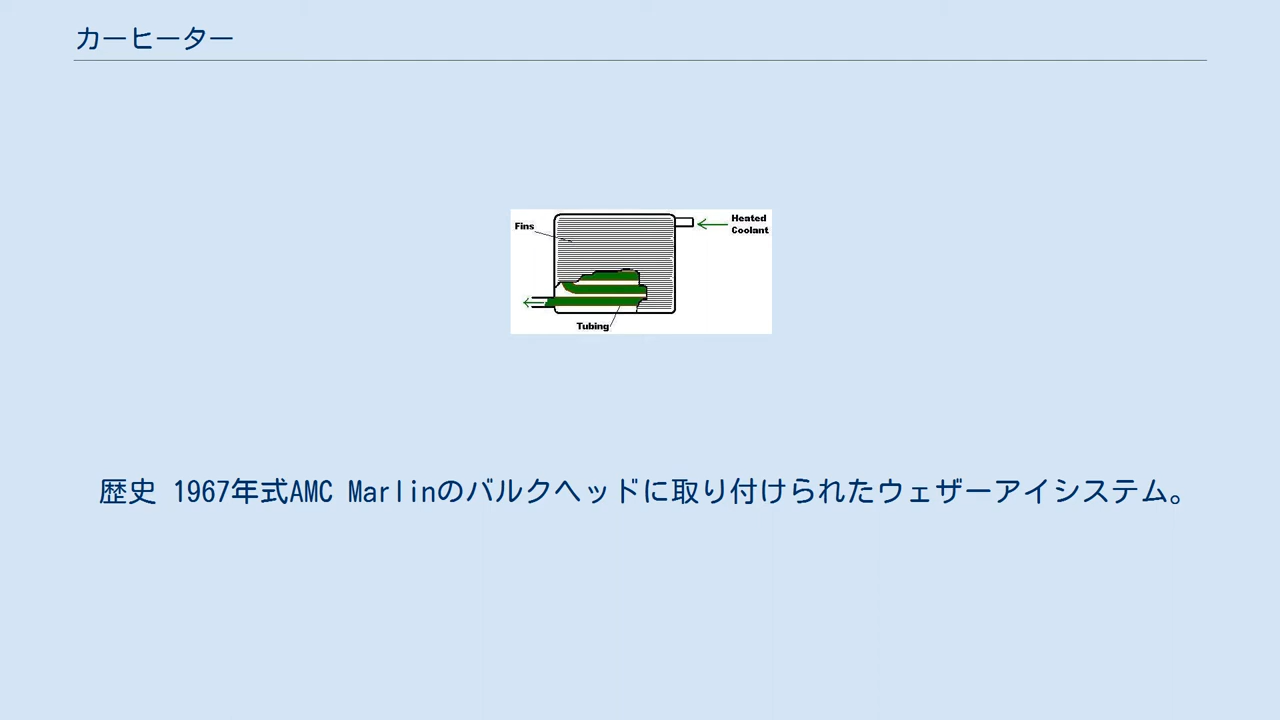 カーヒーター
Fins
Heated
Coolant
Tubing
歴史 1967年式AMC Marlinのバルクヘッドに取り付けられたウェザーアイシステム。